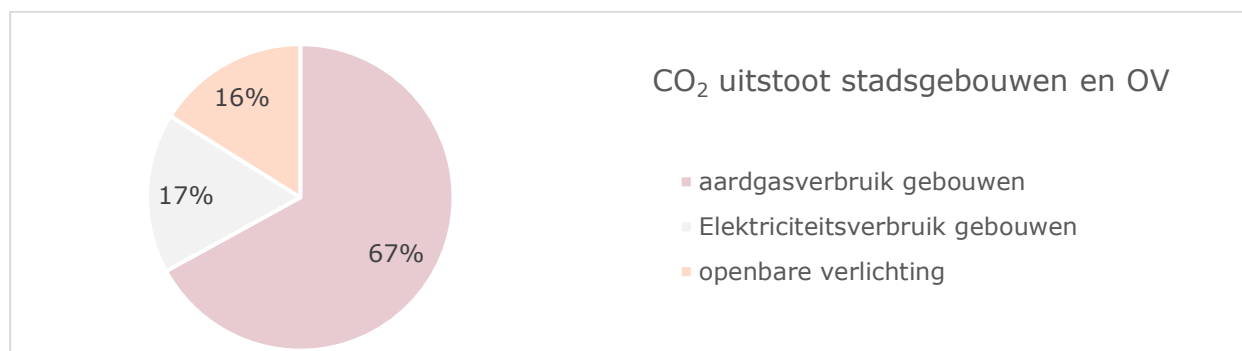 CO₂ uitstoot stadsgebouwen en OV
16%
17%
67%
aardgasverbruik gebouwen
Elektriciteitsverbruik gebouwen
openbare verlichting